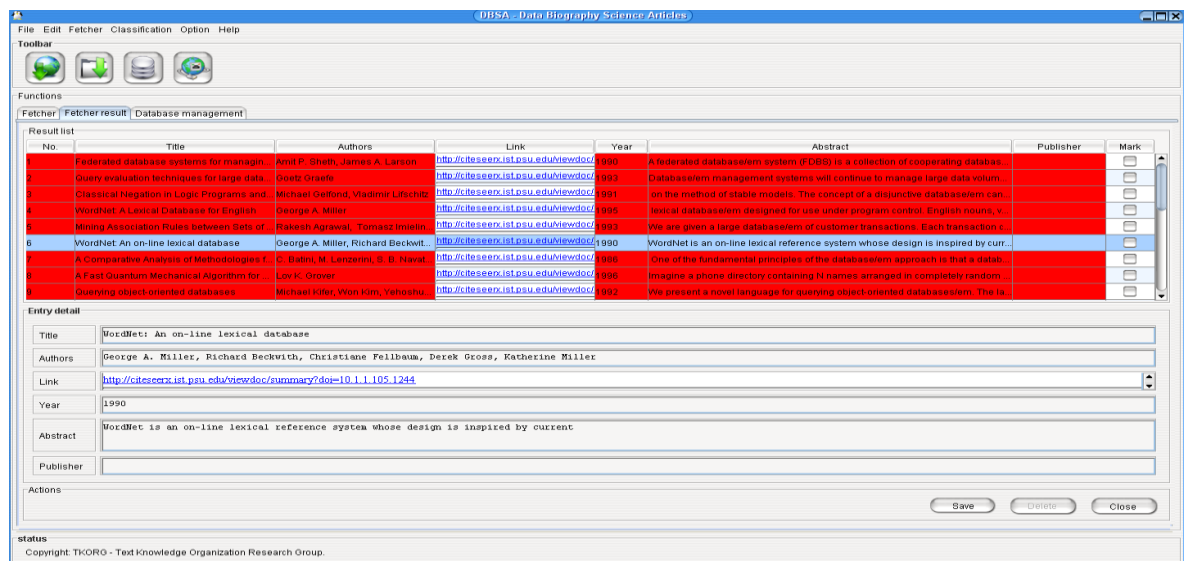 DBSA - Data Biography Science Articles
File Edit Fetcher Classification Option Help
Toolbar
Functions
Fetcher Fetcher result Database management
Result list
No. Title Authors Link Year Abstract Publisher Mark
1 Federated database systems for managin... Amit P. Sheth, James A. Larson http://citeseerx.ist.psu.edu/viewdoc/ 1990 A federated database/em system (FDBS) is a collection of cooperating databas...
2 Query evaluation techniques for large data... Goetz Graefe http://citeseerx.ist.psu.edu/viewdoc/ 1993 Database/em management systems will continue to manage large data volum...
3 Classical Negation in Logic Programs and... Michael Gelfond, Vladimir Lifschitz http://citeseerx.ist.psu.edu/viewdoc/ 1991 on the method of stable models. The concept of a disjunctive database/em can...
4 WordNet: A Lexical Database for English George A. Miller http://citeseerx.ist.psu.edu/viewdoc/ 1995 lexical database/em designed for use under program control. English nouns, v...
5 Mining Association Rules between Sets of... Rakesh Agrawal, Tomasz Imielin... http://citeseerx.ist.psu.edu/viewdoc/ 1993 We are given a large database/em of customer transactions. Each transaction c...
6 WordNet: An on-line lexical database George A. Miller, Richard Beckwit... http://citeseerx.ist.psu.edu/viewdoc/ 1990 WordNet is an on-line lexical reference system whose design is inspired by curr...
7 A Comparative Analysis of Methodologies f... C. Batini, M. Lenzerini, S. B. Navat... http://citeseerx.ist.psu.edu/viewdoc/ 1986 One of the fundamental principles of the database/em approach is that a datab...
8 A Fast Quantum Mechanical Algorithm for ... Lov K. Grover http://citeseerx.ist.psu.edu/viewdoc/ 1996 Imagine a phone directory containing N names arranged in completely random ...
9 Querying object-oriented databases Michael Kifer, Won Kim, Yehoshu... http://citeseerx.ist.psu.edu/viewdoc/ 1992 We present a novel language for querying object-oriented databases/em. The la...
Entry detail
Title WordNet: An on-line lexical database
Authors George A. Miller, Richard Beckwith, Christiane Fellbaum, Derek Gross, Katherine Miller
Link http://citeseerx.ist.psu.edu/viewdoc/summary?doi=10.1.1.105.1244
Year 1990
Abstract WordNet is an on-line lexical reference system whose design is inspired by current
Publisher
Actions
Save Delete Close
status
Copyright: TKORG - Text Knowledge Organization Research Group.